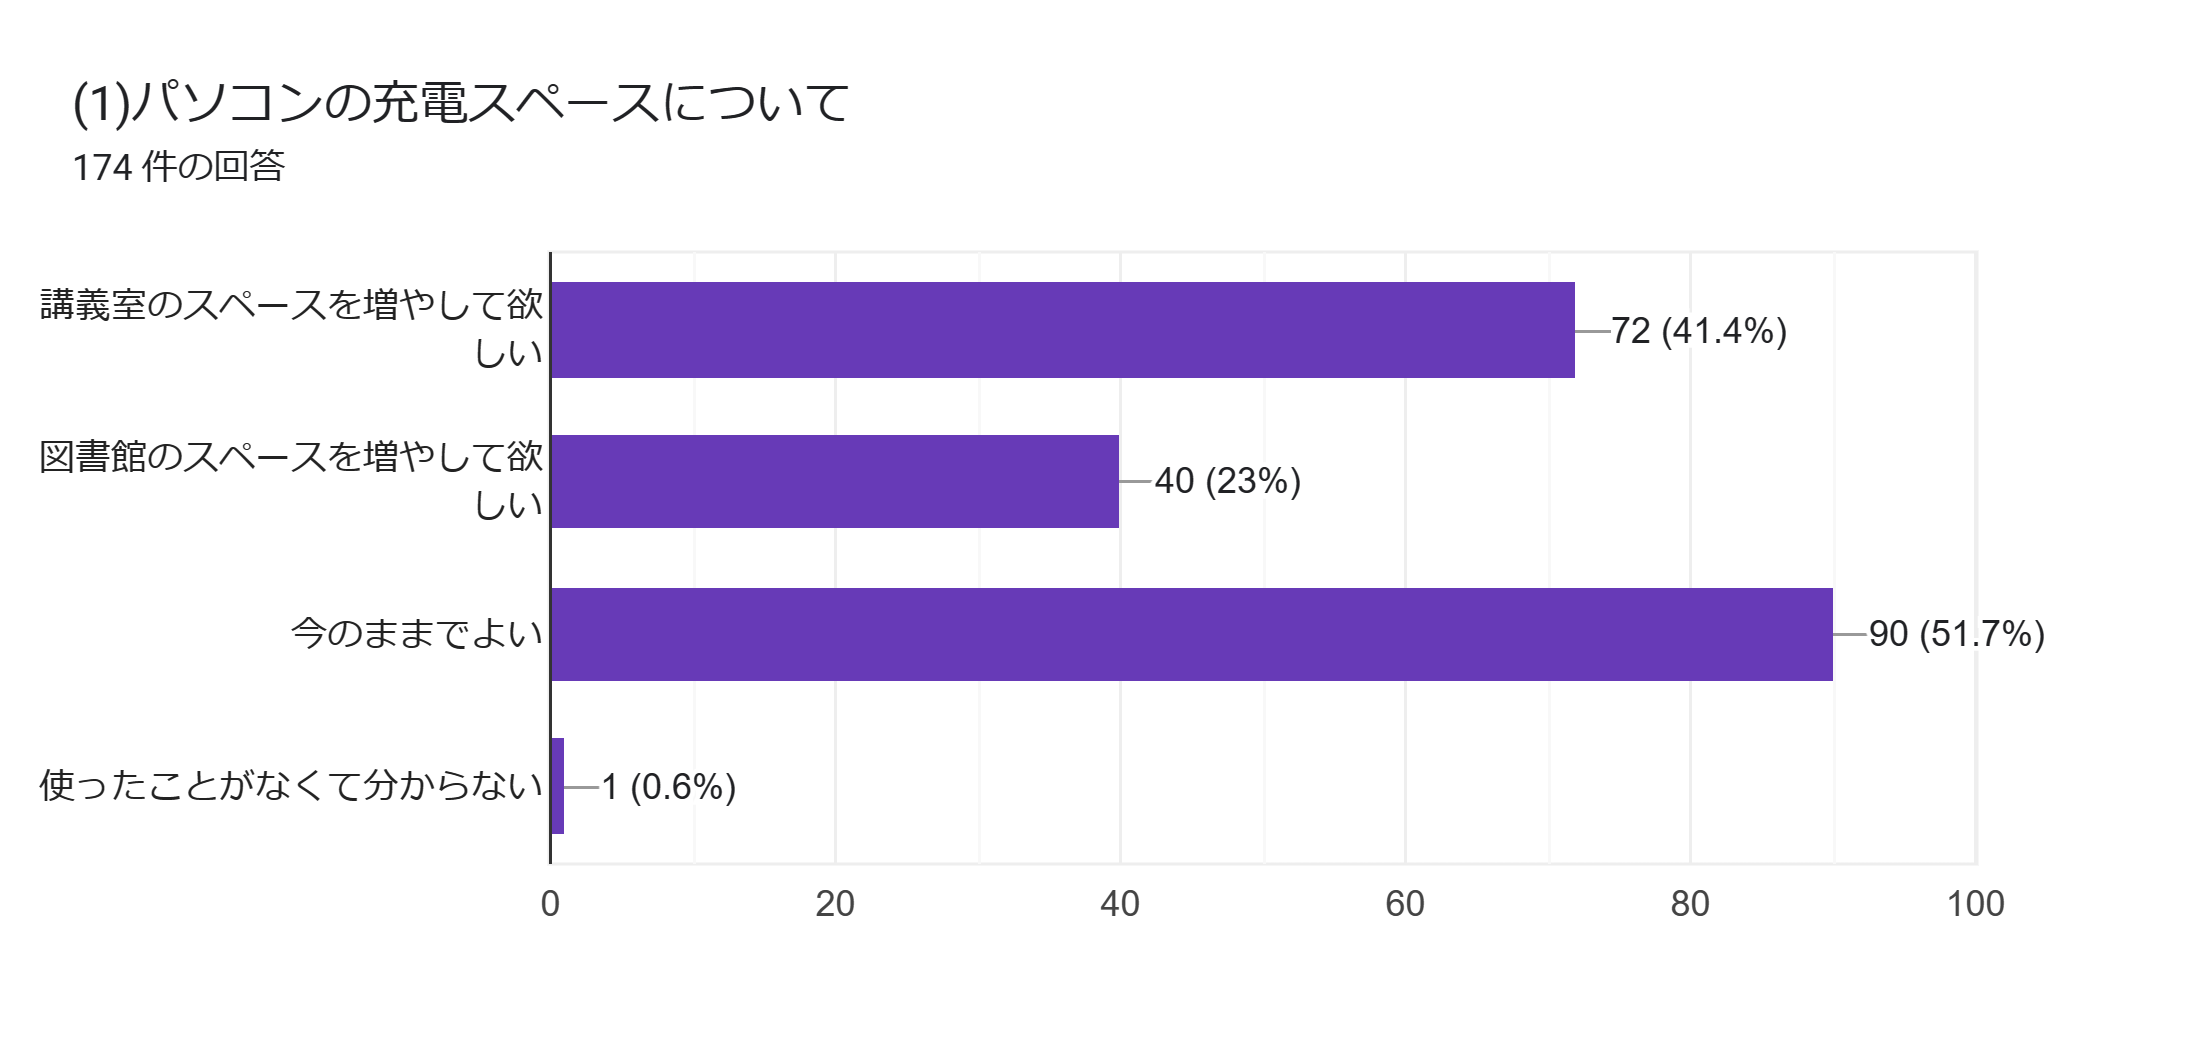 (1)パソコンの充電スペースについて
174 件の回答
講義室のスペースを増やして欲
しい
72 (41.4%)
図書館のスペースを増やして欲
しい
40 (23%)
今のままでよい
90 (51.7%)
使ったことがなくて分からない
1 (0.6%)
0 20 40 60 80 100